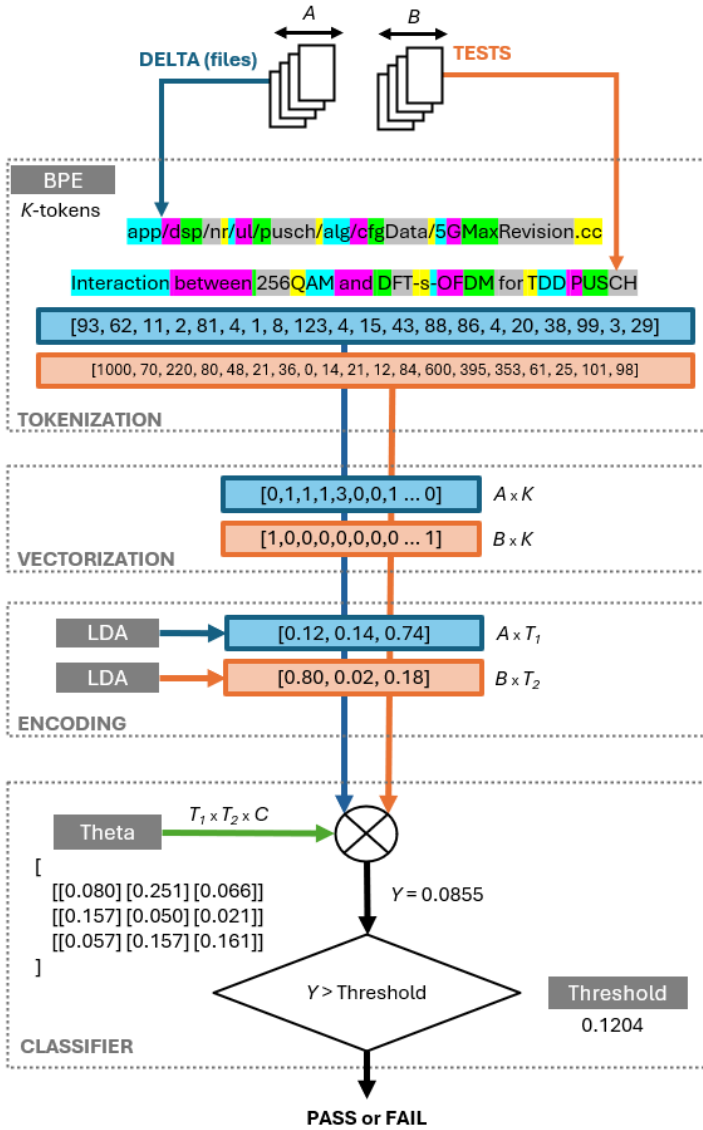 A
B
DELTA (files)
TESTS
BPE
K-tokens
app/dsp/nr/ul/pusch/alg/cfgData/5GMaxRevision.cc
Interaction between 256QAM and DFT-s-OFDM for TDD PUSCH
[93, 62, 11, 2, 81, 4, 1, 8, 123, 4, 15, 43, 88, 86, 4, 20, 38, 99, 3, 29]
[1000, 70, 220, 80, 48, 21, 36, 0, 14, 21, 12, 84, 600, 395, 353, 61, 25, 101, 98]
TOKENIZATION
[0,1,1,1,3,0,0,1 ... 0]
A x K
[1,0,0,0,0,0,0,0 ... 1]
B x K
VECTORIZATION
LDA
[0.12, 0.14, 0.74]
A x T₁
LDA
[0.80, 0.02, 0.18]
B x T₂
ENCODING
Theta
T₁ x T₂ x C
[
[[0.080] [0.251] [0.066]]
[[0.157] [0.050] [0.021]]
[[0.057] [0.157] [0.161]]
]
Y = 0.0855
Y > Threshold
Threshold
0.1204
CLASSIFIER
PASS or FAIL